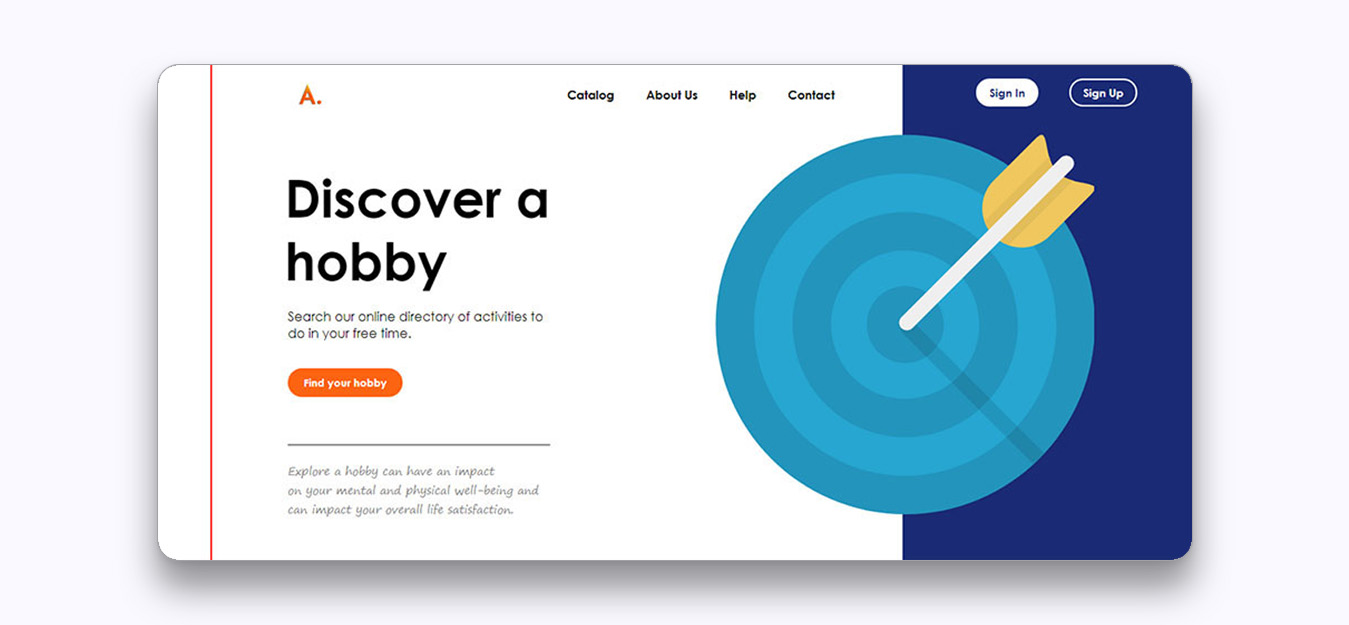 A.
Catalog About Us Help Contact Sign In Sign Up
Discover a
hobby
Search our online directory of activities to
do in your free time.
Find your hobby
Explore a hobby can have an impact
on your mental and physical well-being and
can impact your overall life satisfaction.